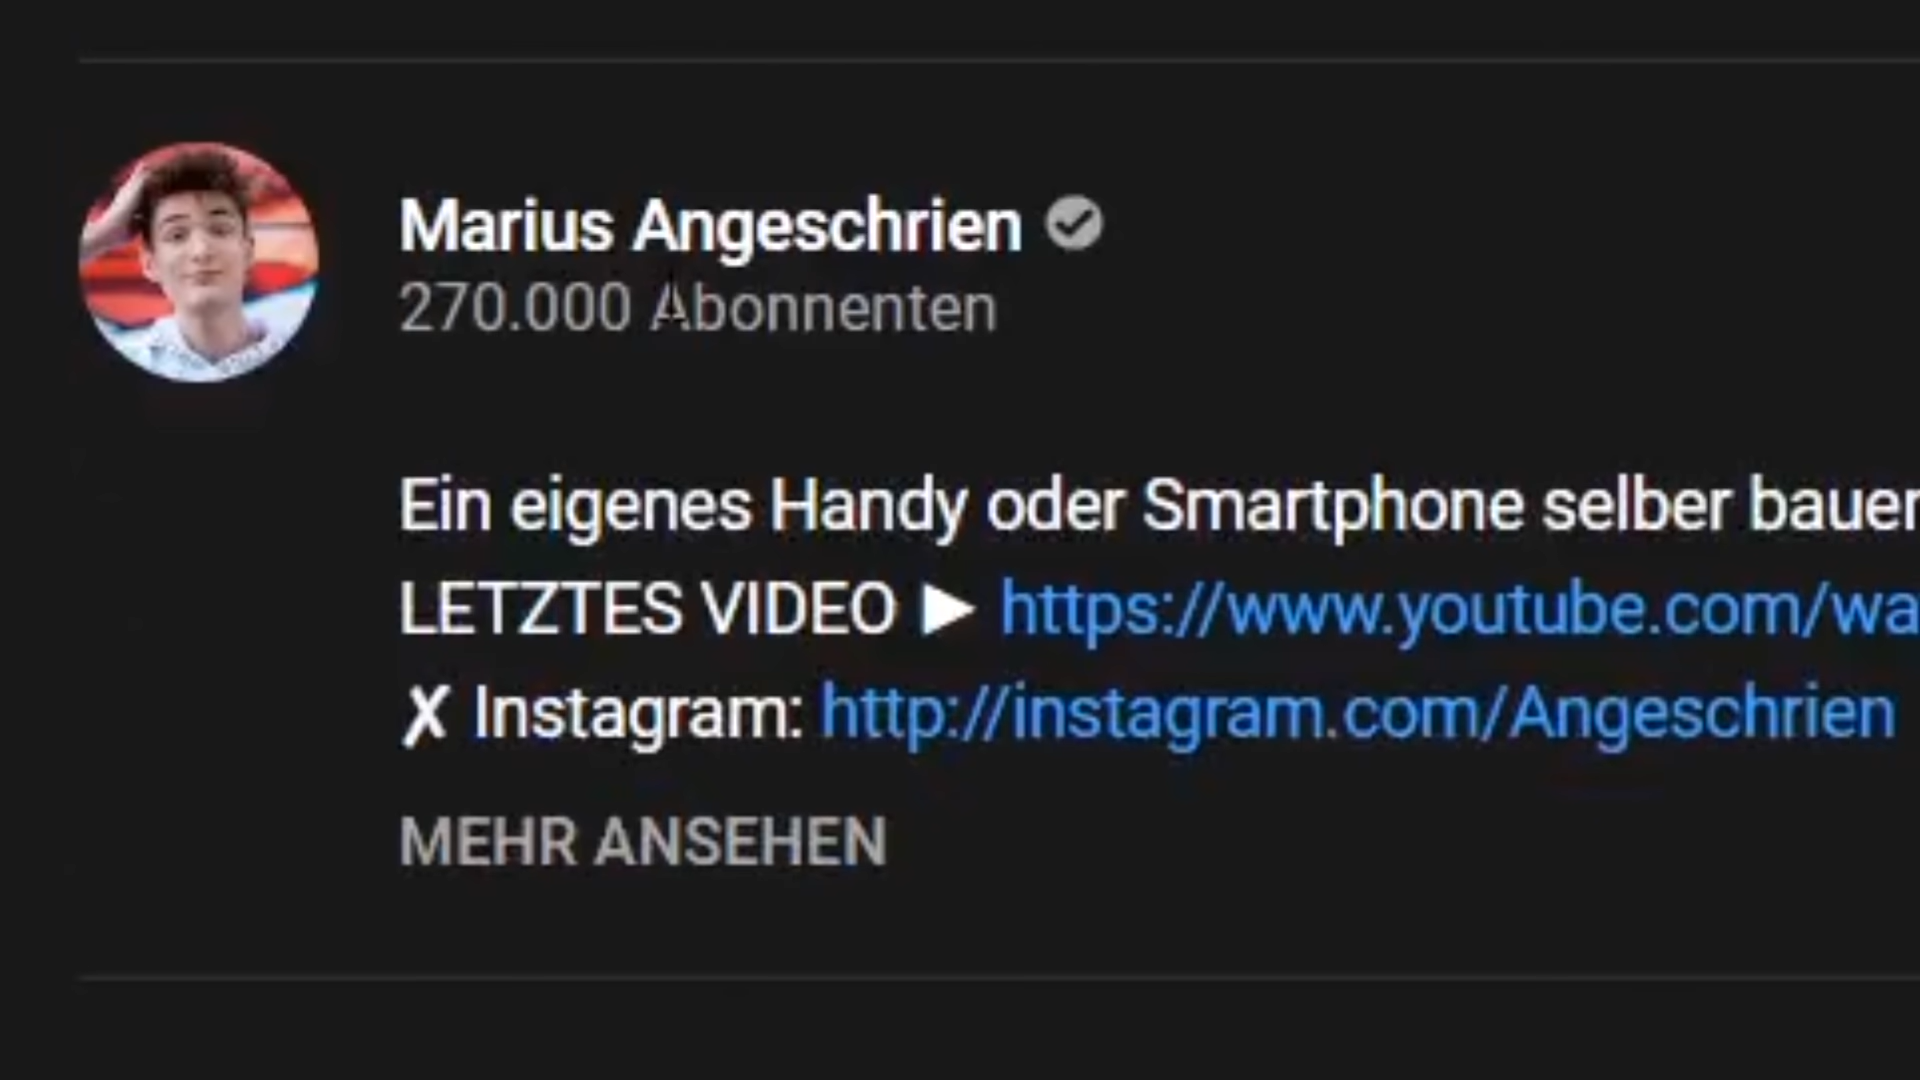 Marius Angeschrien
270.000 Abonnenten
Ein eigenes Handy oder Smartphone selber bauen
LETZTES VIDEO ▶ https://www.youtube.com/wa
✗ Instagram: http://instagram.com/Angeschrien
MEHR ANSEHEN